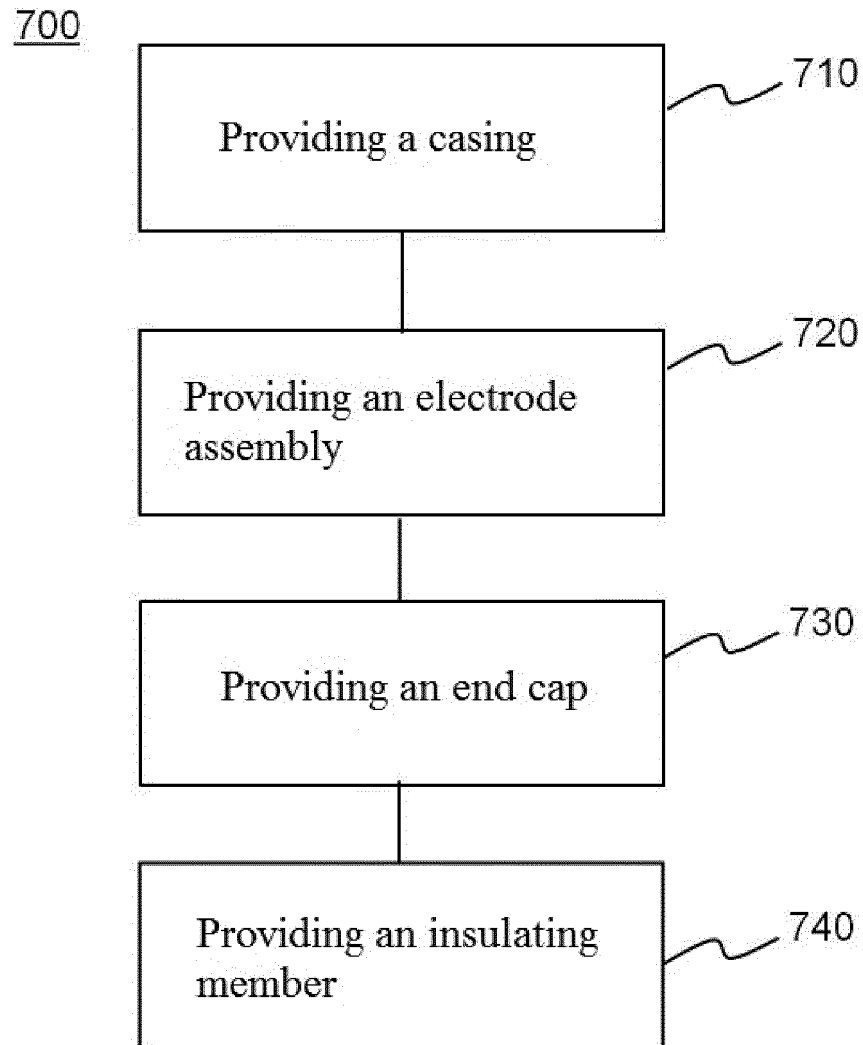 700
710
Providing a casing
720
Providing an electrode
assembly
730
Providing an end cap
740
Providing an insulating
member